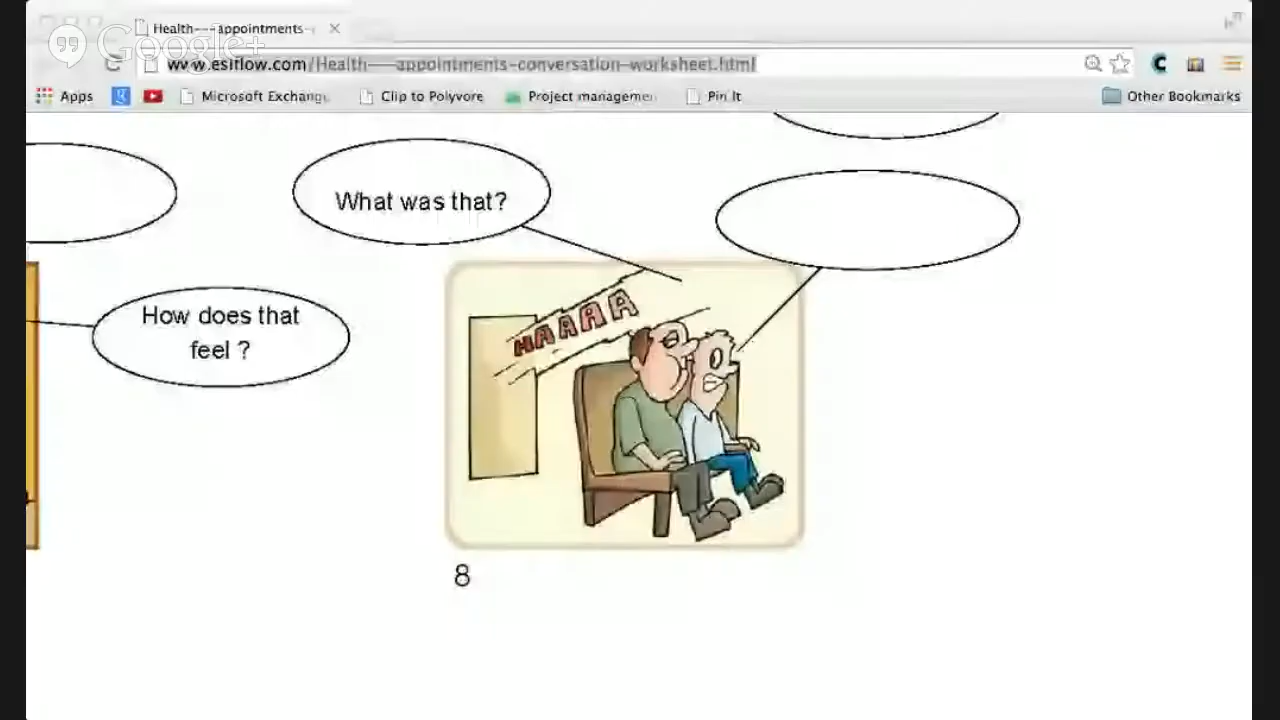 Health---appointments-
Google+
www.eslflow.com/Health---appointments-conversation-worksheet.html
Apps
Microsoft Exchang
Clip to Polyvore
Project managemen
Pin It
Other Bookmarks
What was that?
How does that
feel ?
HAAAAA
8